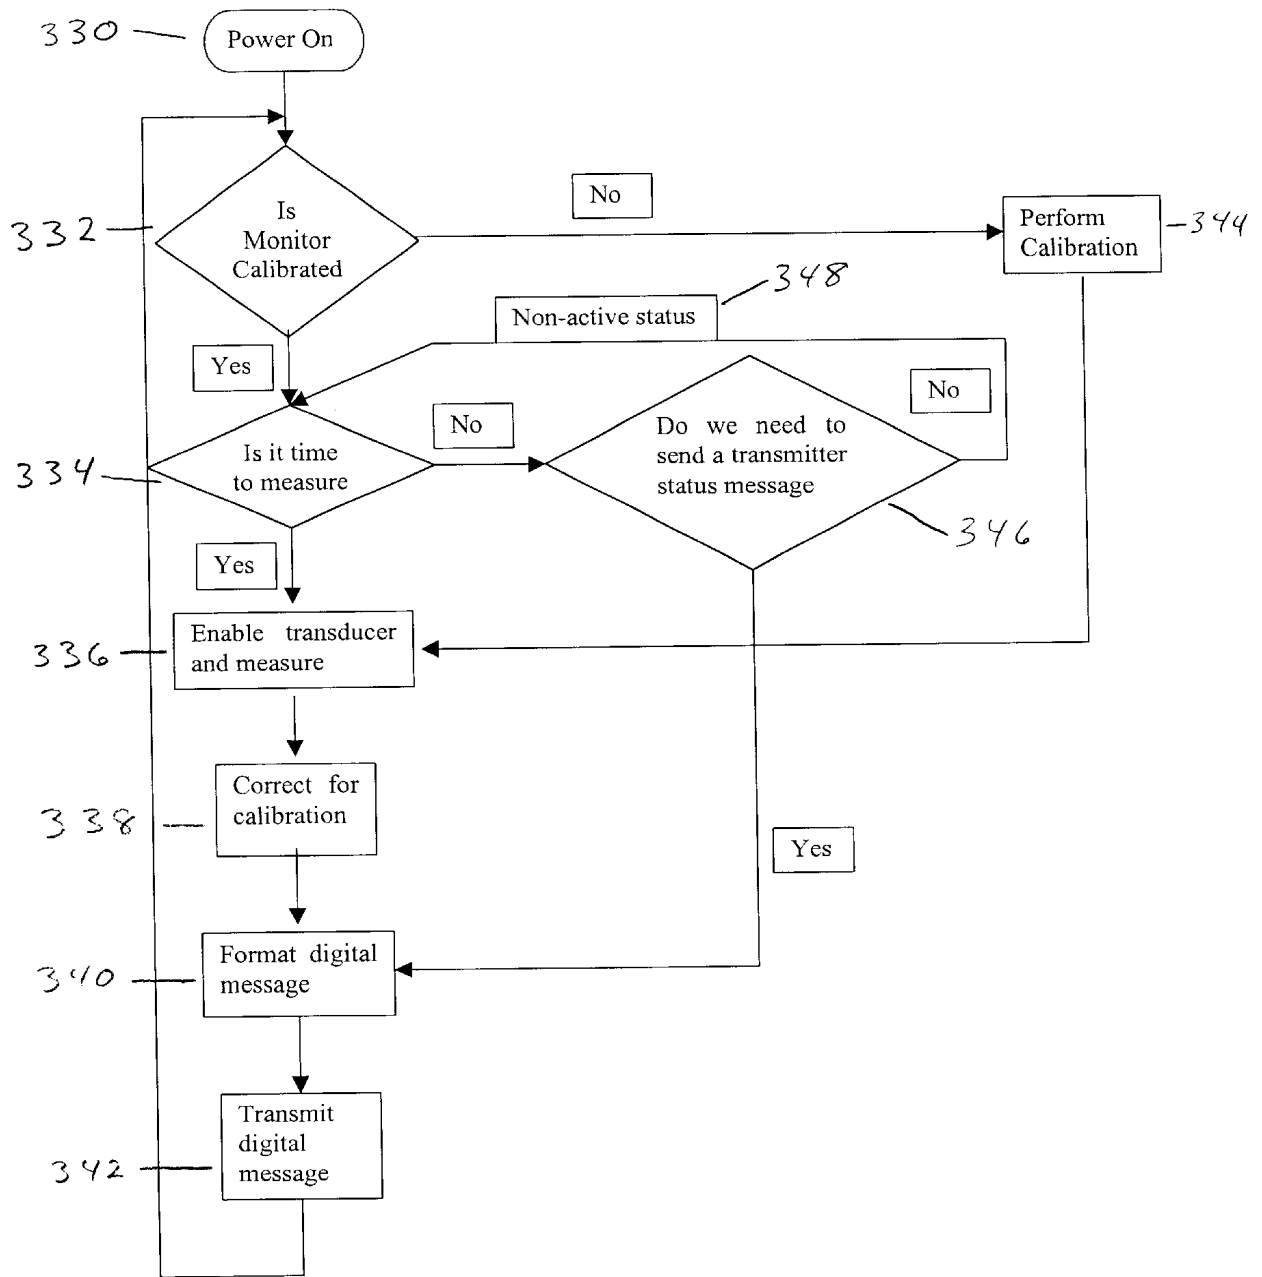 330
Power On
No
332
Is
Monitor
Calibrated
Perform
Calibration
344
348
Non-active status
Yes
No
No
Do we need to
send a transmitter
status message
334
Is it time
to measure
346
Yes
336
Enable transducer
and measure
338
Correct for
calibration
Yes
340
Format digital
message
342
Transmit
digital
message